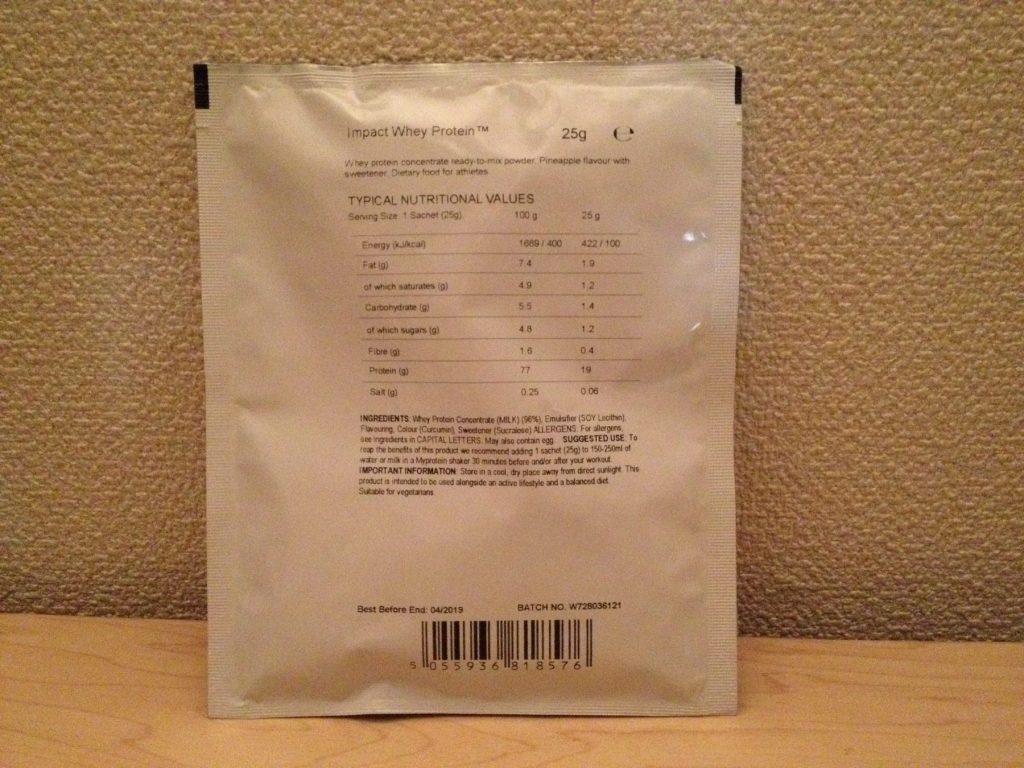 Impact Whey Protein™ 25g ℮
Whey protein concentrate ready-to-mix powder. Pineapple flavour with
sweetener. Dietary food for athletes.
TYPICAL NUTRITIONAL VALUES
Serving Size: 1 Sachet (25g). 100 g 25 g
Energy (kJ/kcal) 1689 / 400 422 / 100
Fat (g) 7.4 1.9
of which saturates (g) 4.9 1.2
Carbohydrate (g) 5.5 1.4
of which sugars (g) 4.8 1.2
Fibre (g) 1.6 0.4
Protein (g) 77 19
Salt (g) 0.25 0.06
INGREDIENTS: Whey Protein Concentrate (MILK) (96%), Emulsifier (SOY Lecithin),
Flavouring, Colour (Curcumin), Sweetener (Sucralose) ALLERGENS: For allergens,
see ingredients in CAPITAL LETTERS. May also contain egg. SUGGESTED USE: To
reap the benefits of this product we recommend adding 1 sachet (25g) to 150-250ml of
water or milk in a Myprotein shaker 30 minutes before and/or after your workout.
IMPORTANT INFORMATION: Store in a cool, dry place away from direct sunlight. This
product is intended to be used alongside an active lifestyle and a balanced diet.
Suitable for vegetarians.
Best Before End: 04/2019 BATCH NO. W728036121
5 055936 818576